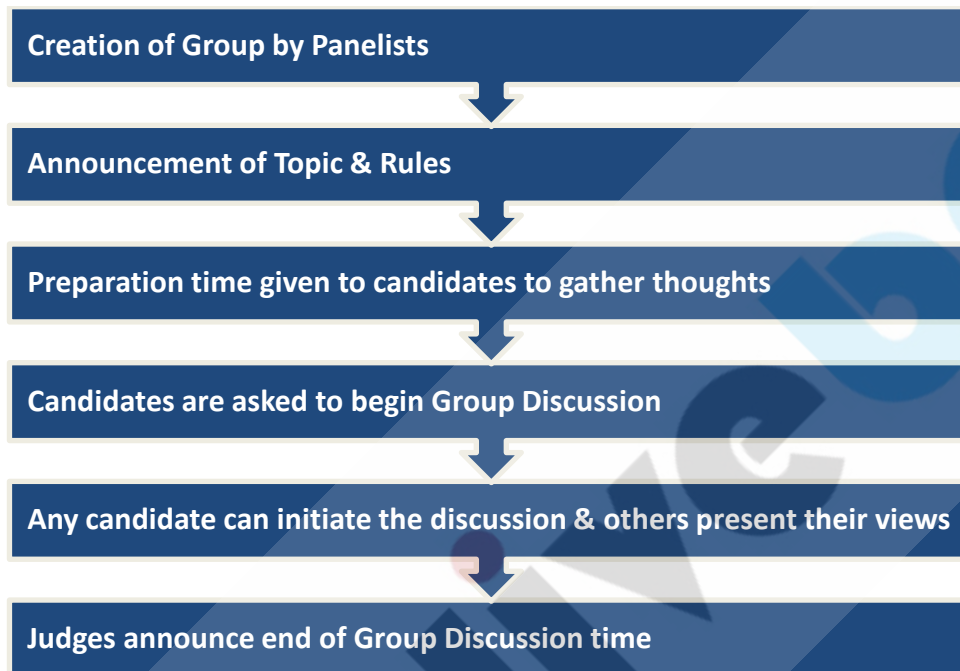 Creation of Group by Panelists
Announcement of Topic & Rules
Preparation time given to candidates to gather thoughts
Candidates are asked to begin Group Discussion
Any candidate can initiate the discussion & others present their views
Judges announce end of Group Discussion time
live